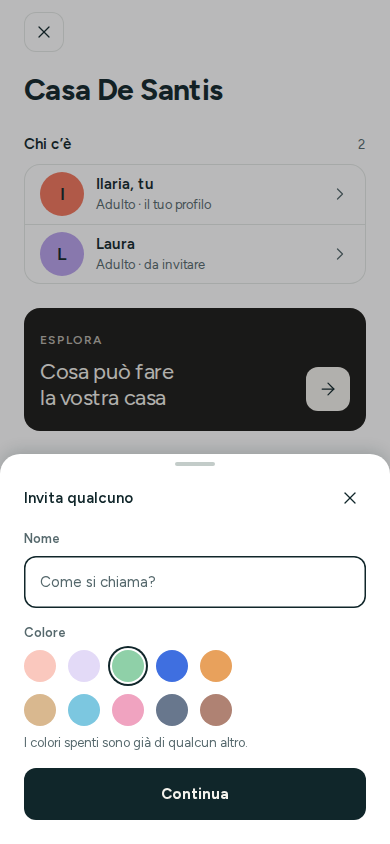 Casa De Santis
Chi c’è
2
I
Ilaria, tu
Adulto · il tuo profilo
L
Laura
Adulto · da invitare
ESPLORA
Cosa può fare
la vostra casa
Invita qualcuno
Nome
Come si chiama?
Colore
I colori spenti sono già di qualcun altro.
Continua